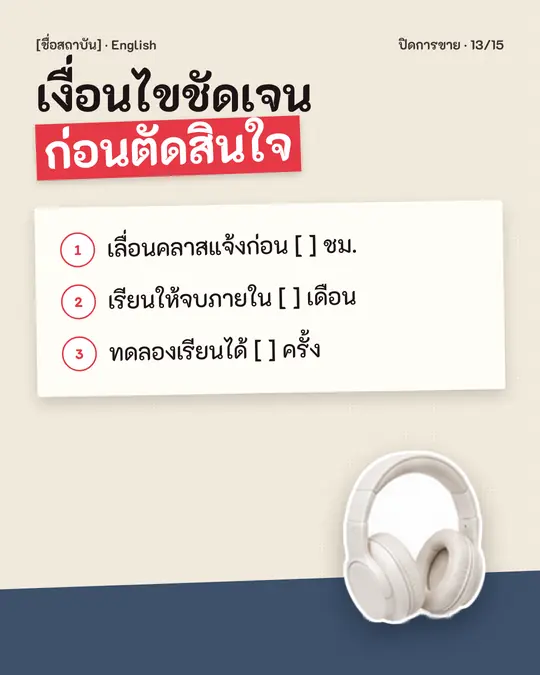 [ชื่อสถาบัน] · English
ปิดการขาย · 13/15
เงื่อนไขชัดเจน
ก่อนตัดสินใจ
1 เลื่อนคลาสแจ้งก่อน [ ] ชม.
2 เรียนให้จบภายใน [ ] เดือน
3 ทดลองเรียนได้ [ ] ครั้ง